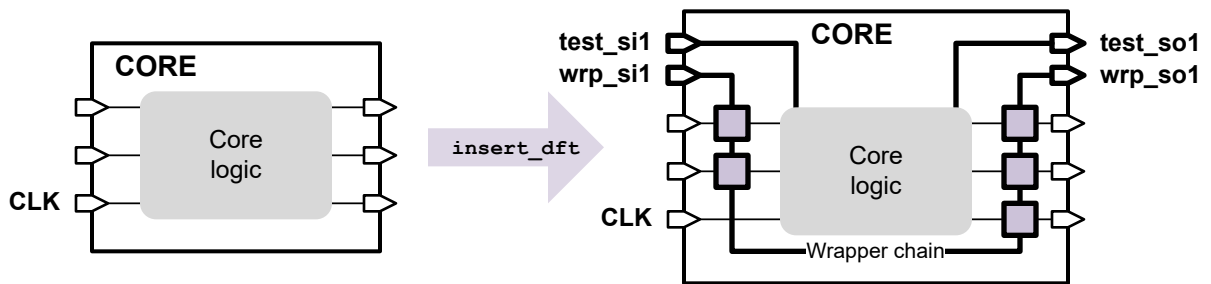 CORE
Core
logic
CLK
insert_dft
test_si1
wrp_si1
CORE
test_so1
wrp_so1
Core
logic
CLK
Wrapper chain